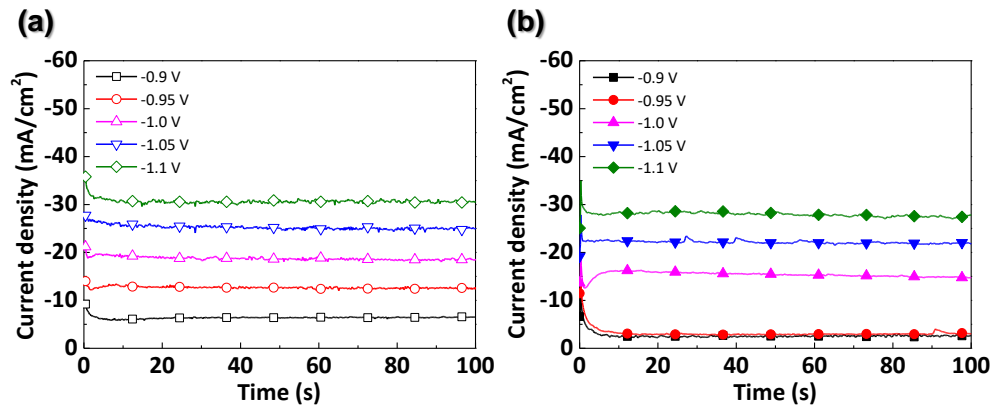 (a)
Current density (mA/cm²)
-60
-50
-40
-30
-20
-10
0
-0.9 V
-0.95 V
-1.0 V
-1.05 V
-1.1 V
0 20 40 60 80 100
Time (s)
(b)
Current density (mA/cm²)
-60
-50
-40
-30
-20
-10
0
-0.9 V
-0.95 V
-1.0 V
-1.05 V
-1.1 V
0 20 40 60 80 100
Time (s)